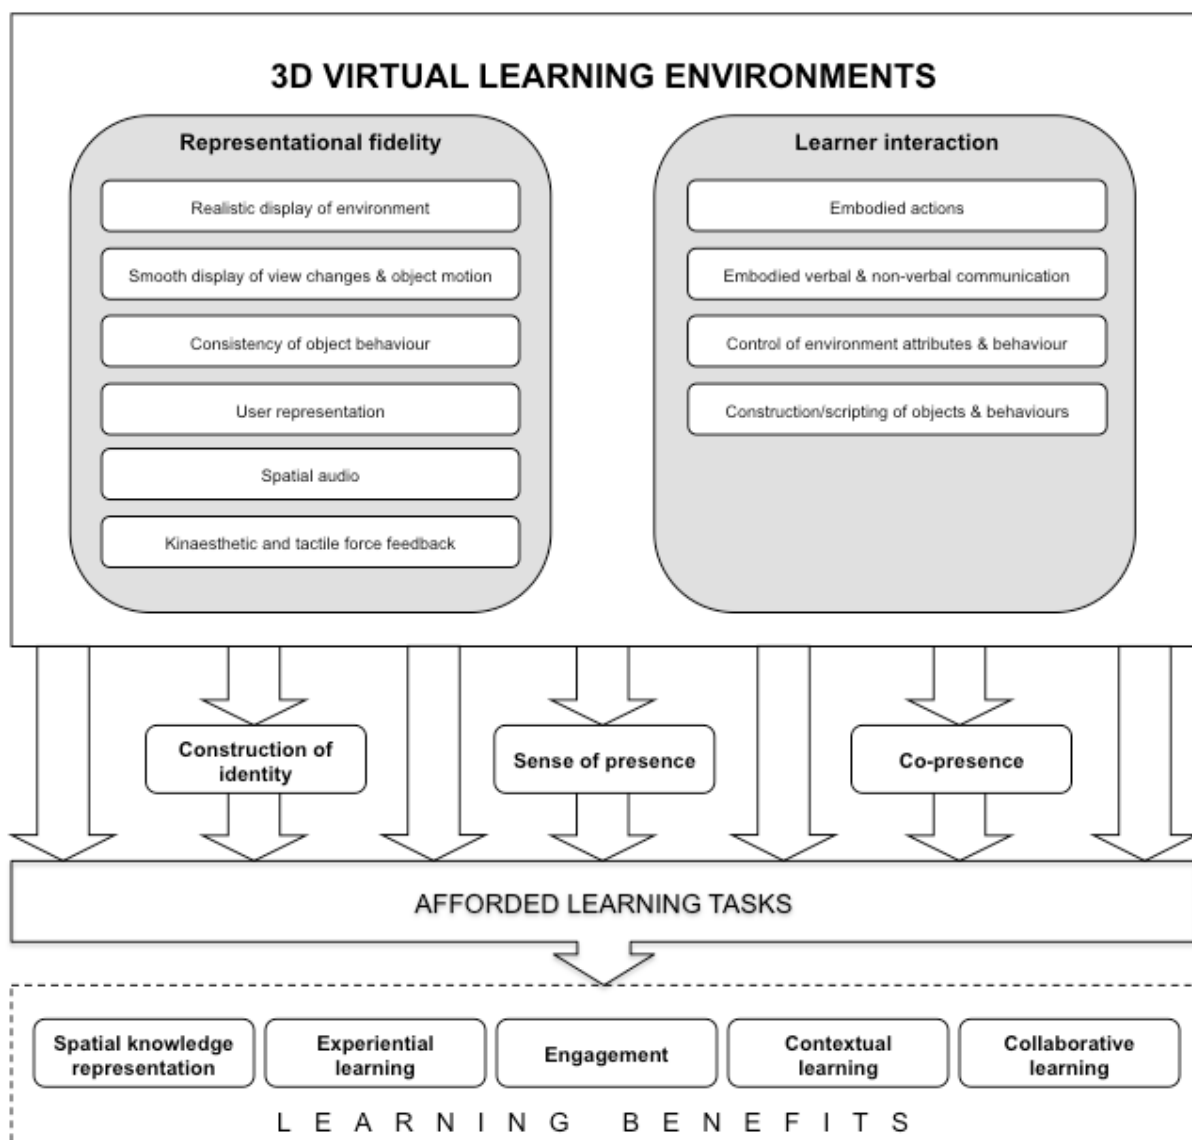 3D VIRTUAL LEARNING ENVIRONMENTS
Representational fidelity
Realistic display of environment
Smooth display of view changes & object motion
Consistency of object behaviour
User representation
Spatial audio
Kinaesthetic and tactile force feedback
Learner interaction
Embodied actions
Embodied verbal & non-verbal communication
Control of environment attributes & behaviour
Construction/scripting of objects & behaviours
Construction of
identity
Sense of presence
Co-presence
AFFORDED LEARNING TASKS
Spatial knowledge
representation
Experiential
learning
Engagement
Contextual
learning
Collaborative
learning
LEARNING BENEFITS